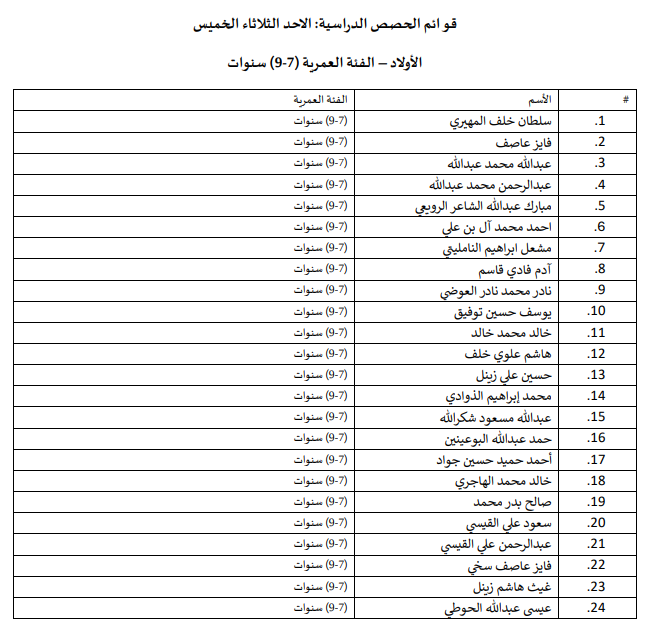 قوائم الحصص الدراسية: الاحد الثلاثاء الخميس
الأولاد – الفئة العمرية (7-9) سنوات
# الأسم الفئة العمرية
1. سلطان خلف المهيري (7-9) سنوات
2. فايز عاصف (7-9) سنوات
3. عبدالله محمد عبدالله (7-9) سنوات
4. عبدالرحمن محمد عبدالله (7-9) سنوات
5. مبارك عبدالله الشاعر الرويعي (7-9) سنوات
6. احمد محمد آل بن علي (7-9) سنوات
7. مشعل ابراهيم النامليتي (7-9) سنوات
8. آدم فادي قاسم (7-9) سنوات
9. نادر محمد نادر العوضي (7-9) سنوات
10. يوسف حسين توفيق (7-9) سنوات
11. خالد محمد خالد (7-9) سنوات
12. هاشم علوي خلف (7-9) سنوات
13. حسين علي زينل (7-9) سنوات
14. محمد إبراهيم الذوادي (7-9) سنوات
15. عبدالله مسعود شكرالله (7-9) سنوات
16. حمد عبدالله البوعينين (7-9) سنوات
17. أحمد حميد حسين جواد (7-9) سنوات
18. خالد محمد الهاجري (7-9) سنوات
19. صالح بدر محمد (7-9) سنوات
20. سعود علي القيسي (7-9) سنوات
21. عبدالرحمن علي القيسي (7-9) سنوات
22. فايز عاصف سخي (7-9) سنوات
23. غيث هاشم زينل (7-9) سنوات
24. عيسى عبدالله الحوطي (7-9) سنوات